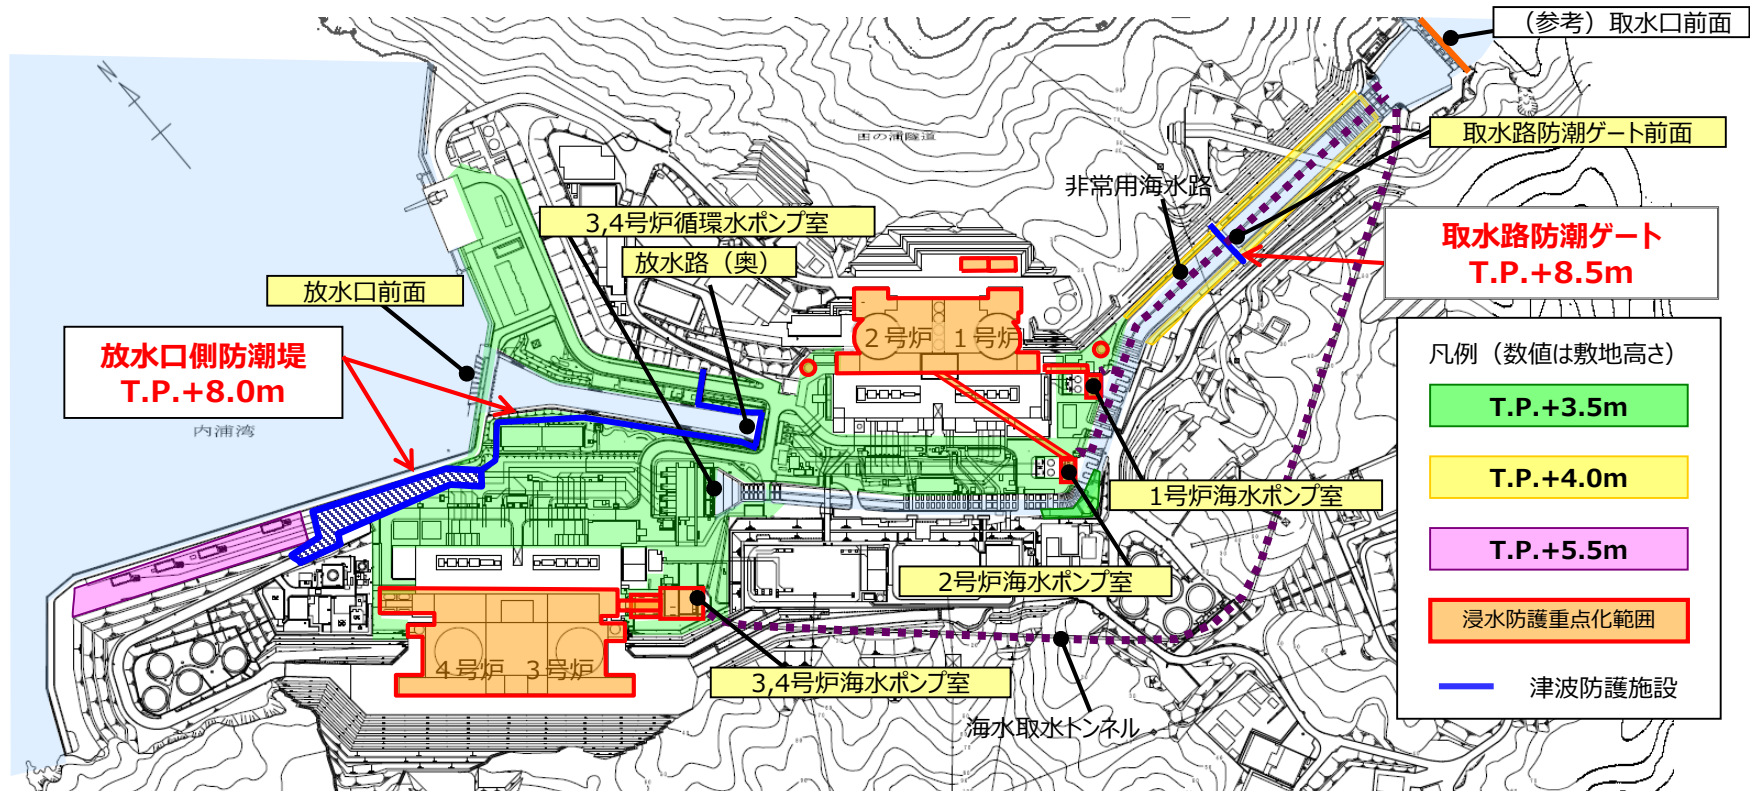 （参考）取水口前面
N
田の浦隧道
取水路防潮ゲート前面
非常用海水路
3,4号炉循環水ポンプ室
放水路（奥）
取水路防潮ゲート
T.P.+8.5m
放水口前面
2号炉 1号炉
放水口側防潮堤
T.P.+8.0m
内浦湾
凡例（数値は敷地高さ）
T.P.+3.5m
T.P.+4.0m
T.P.+5.5m
浸水防護重点化範囲
津波防護施設
1号炉海水ポンプ室
2号炉海水ポンプ室
4号炉 3号炉
3,4号炉海水ポンプ室
海水取水トンネル